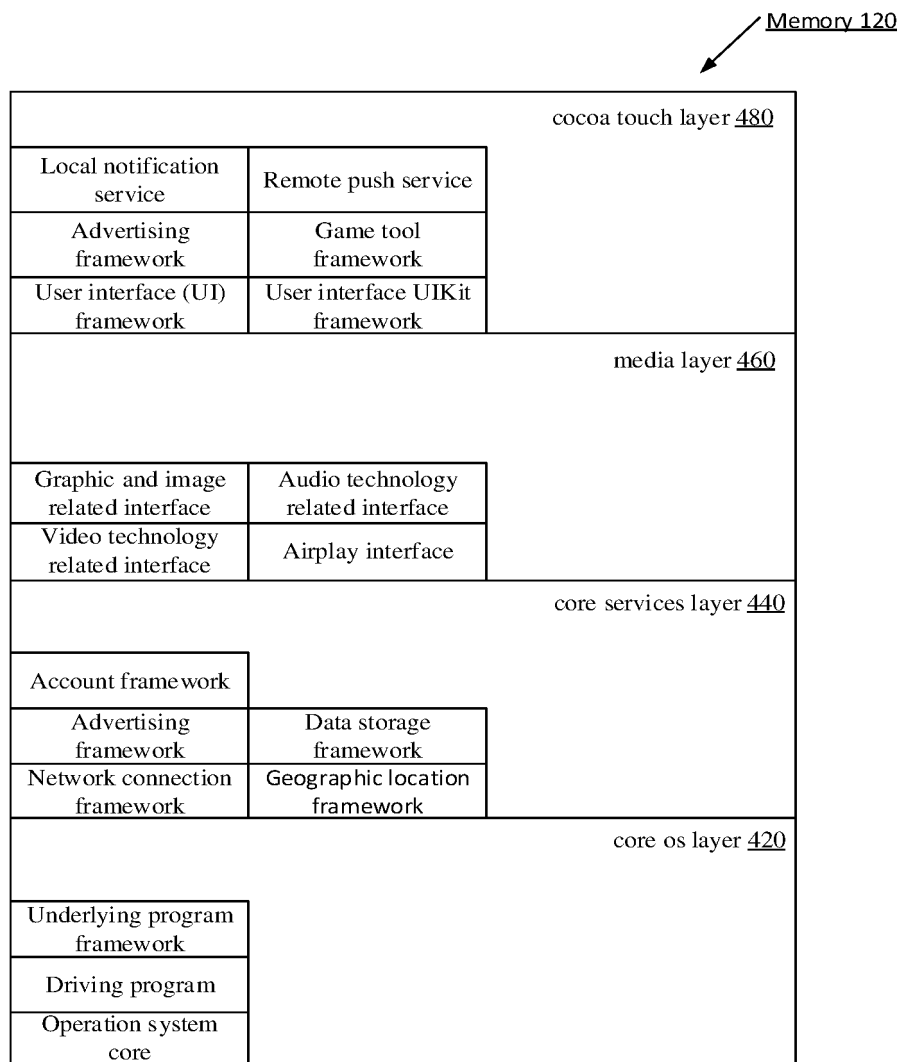 Memory 120
cocoa touch layer 480
Local notification
service
Remote push service
Advertising
framework
Game tool
framework
User interface (UI)
framework
User interface UIKit
framework
media layer 460
Graphic and image
related interface
Audio technology
related interface
Video technology
related interface
Airplay interface
core services layer 440
Account framework
Advertising
framework
Data storage
framework
Network connection
framework
Geographic location
framework
core os layer 420
Underlying program
framework
Driving program
Operation system
core